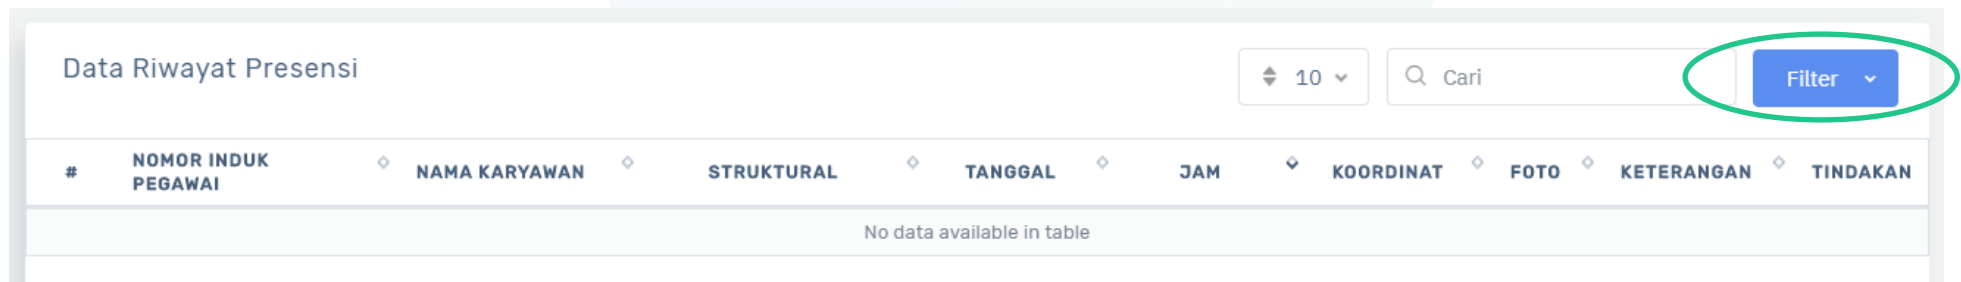 Data Riwayat Presensi
10
Cari
Filter
#
NOMOR INDUK
PEGAWAI
NAMA KARYAWAN
STRUKTURAL
TANGGAL
JAM
KOORDINAT
FOTO
KETERANGAN
TINDAKAN
No data available in table